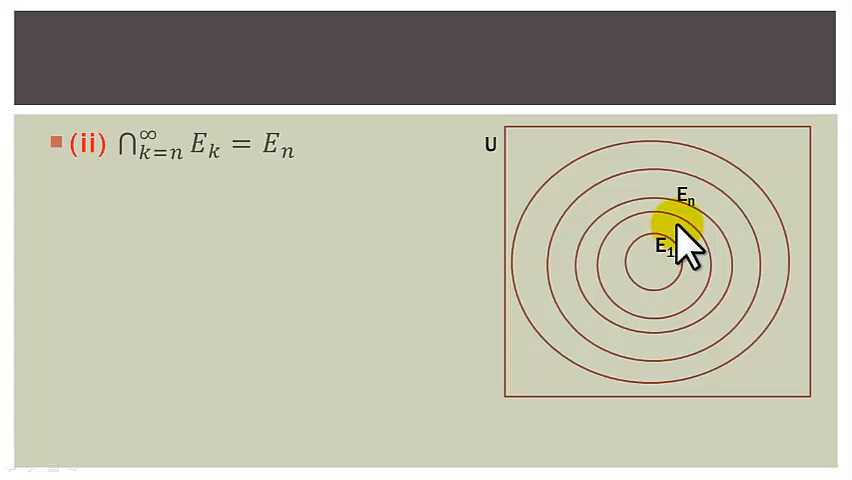 (ii) ⋂_{k=n}^{∞} E_k = E_n
U
E_n
E_1